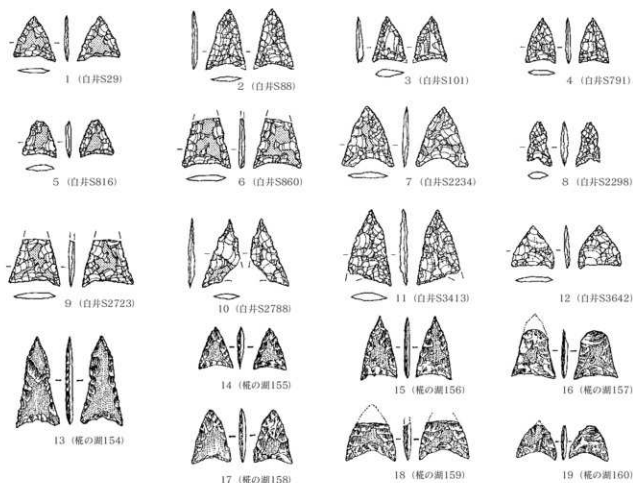 1 (白井S29)
2 (白井S88)
3 (白井S101)
4 (白井S791)
5 (白井S816)
6 (白井S860)
7 (白井S2234)
8 (白井S2298)
9 (白井S2723)
10 (白井S2788)
11 (白井S3413)
12 (白井S3642)
13 (椛の湖154)
14 (椛の湖155)
15 (椛の湖156)
16 (椛の湖157)
17 (椛の湖158)
18 (椛の湖159)
19 (椛の湖160)